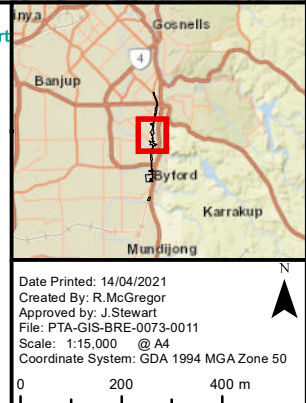 inya
Gosnells
rt
4
Banjup
Byford
Karrakup
Mundijong
N
Date Printed: 14/04/2021
Created By: R.McGregor
Approved by: J.Stewart
File: PTA-GIS-BRE-0073-0011
Scale: 1:15,000 @ A4
Coordinate System: GDA 1994 MGA Zone 50
0 200 400 m